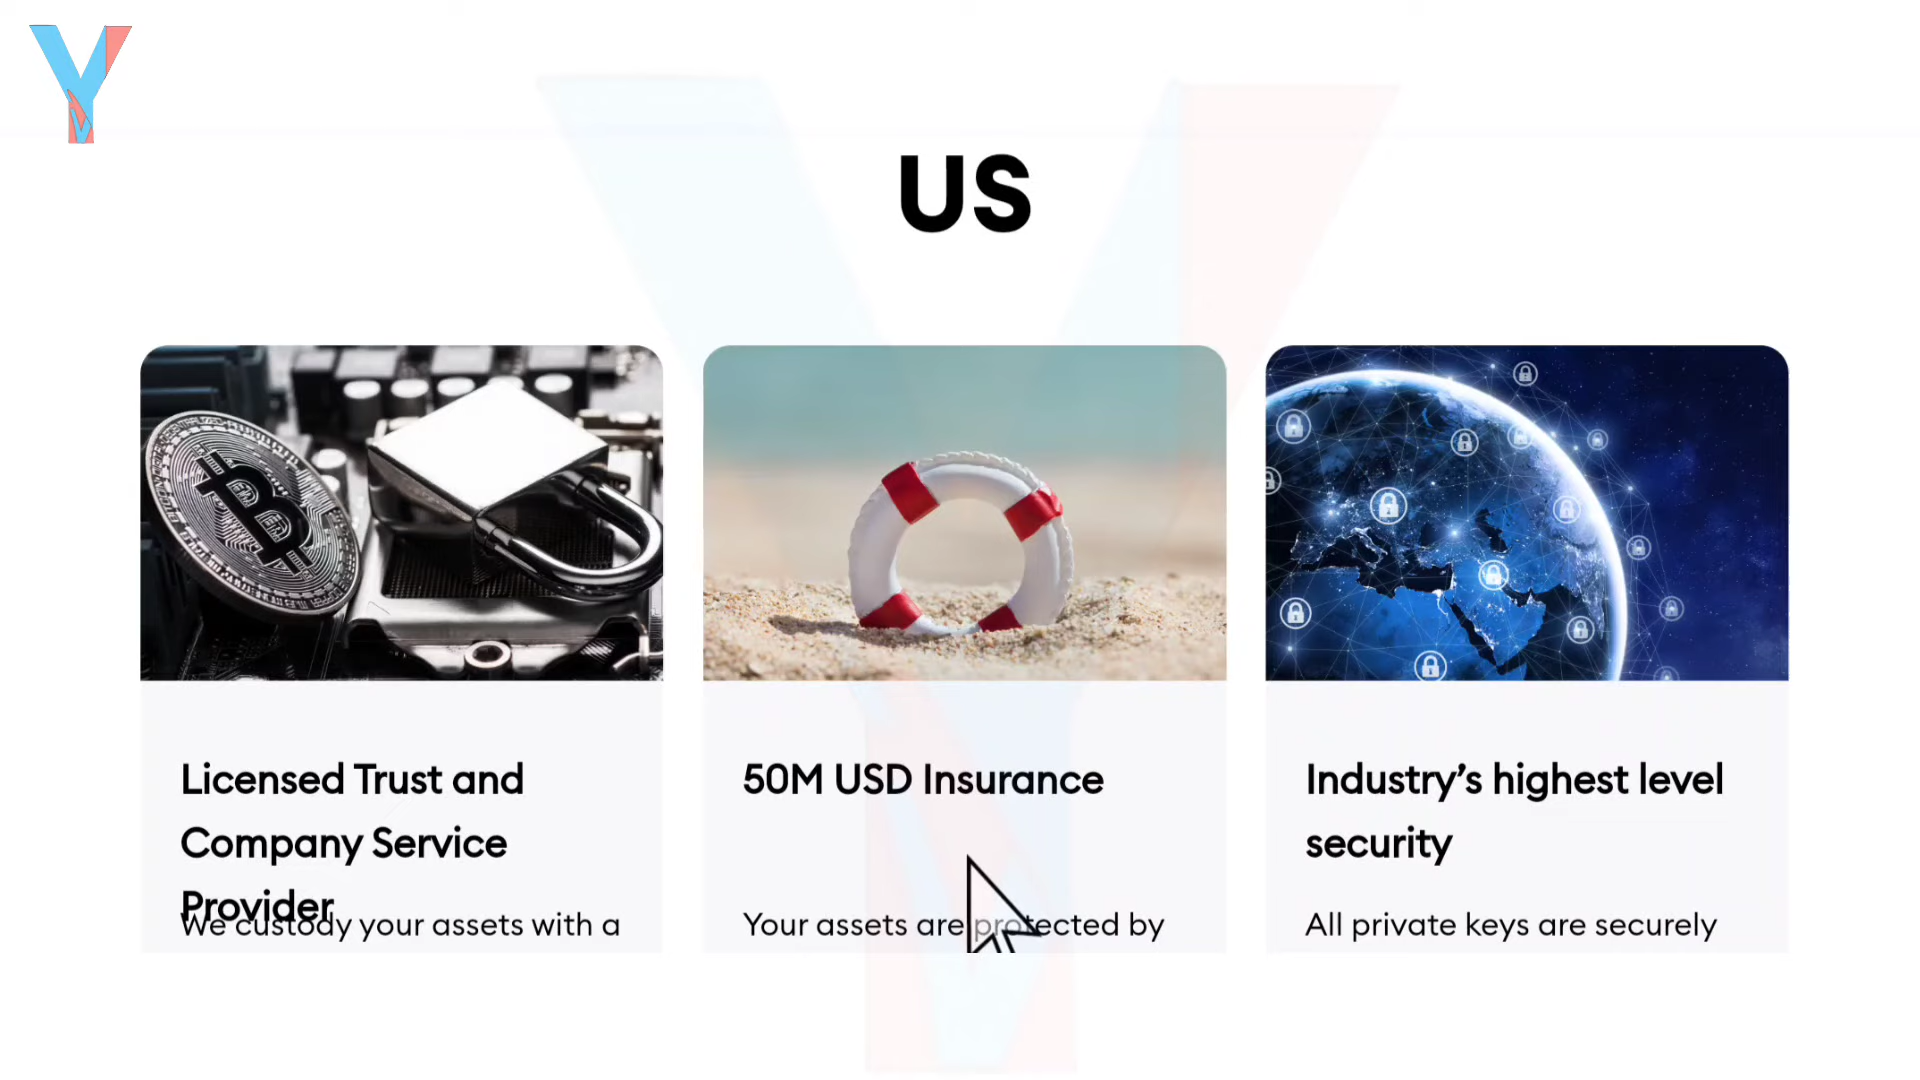 US
Licensed Trust and
Company Service
Provider
We custody your assets with a
50M USD Insurance
Your assets are protected by
Industry’s highest level
security
All private keys are securely